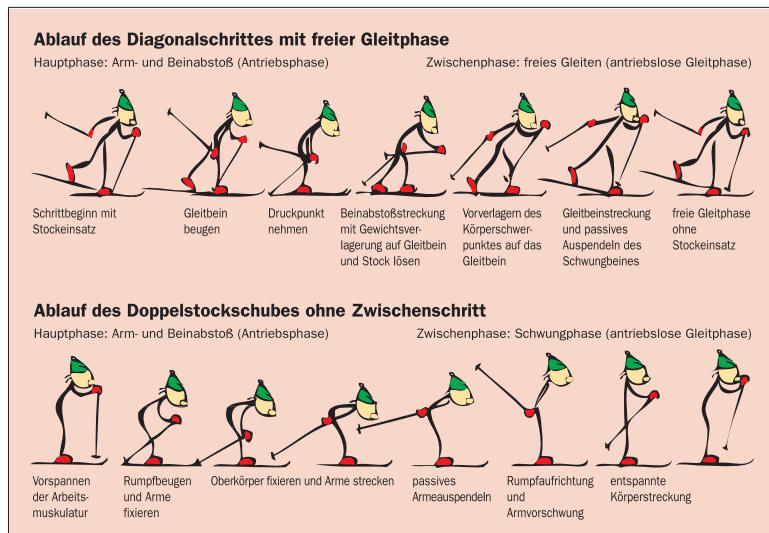 Ablauf des Diagonalschrittes mit freier Gleitphase
Hauptphase: Arm- und Beinabstoß (Antriebsphase)
Zwischenphase: freies Gleiten (antriebslose Gleitphase)
Schrittbeginn mit
Stockeinsatz
Gleitbein
beugen
Druckpunkt
nehmen
Beinabstoßstreckung
mit Gewichtsver-
lagerung auf Gleitbein
und Stock lösen
Vorverlagern des
Körperschwer-
punktes auf das
Gleitbein
Gleitbeinstreckung
und passives
Auspendeln des
Schwungbeines
freie Gleitphase
ohne
Stockeinsatz
Ablauf des Doppelstockschubes ohne Zwischenschritt
Hauptphase: Arm- und Beinabstoß (Antriebsphase)
Zwischenphase: Schwungphase (antriebslose Gleitphase)
Vorspannen
der Arbeits-
muskulatur
Rumpfbeugen
und Arme
fixieren
Oberkörper fixieren und Arme strecken
passives
Armeauspendeln
Rumpfaufrichtung
und
Armvorschwung
entspannte
Körperstreckung